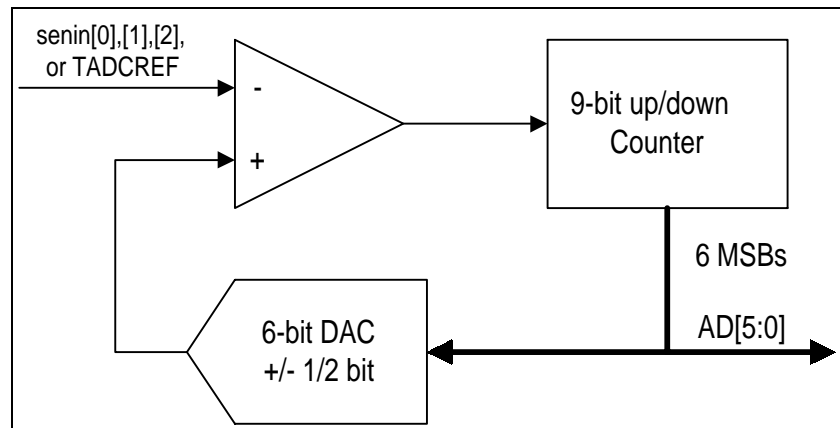 senin[0],[1],[2],
or TADCREF
-
+
9-bit up/down
Counter
6 MSBs
AD[5:0]
6-bit DAC
+/- 1/2 bit